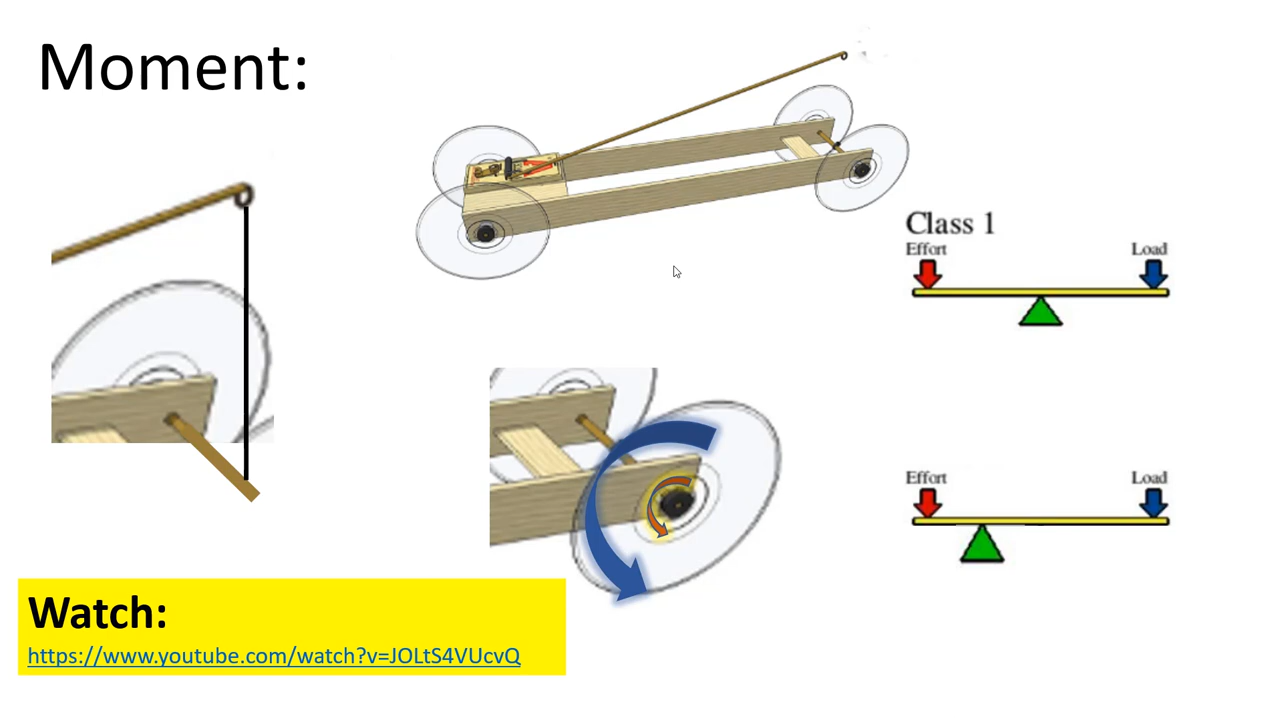 Moment:
Class 1
Effort Load
Effort Load
Watch:
https://www.youtube.com/watch?v=JOLtS4VUcvQ